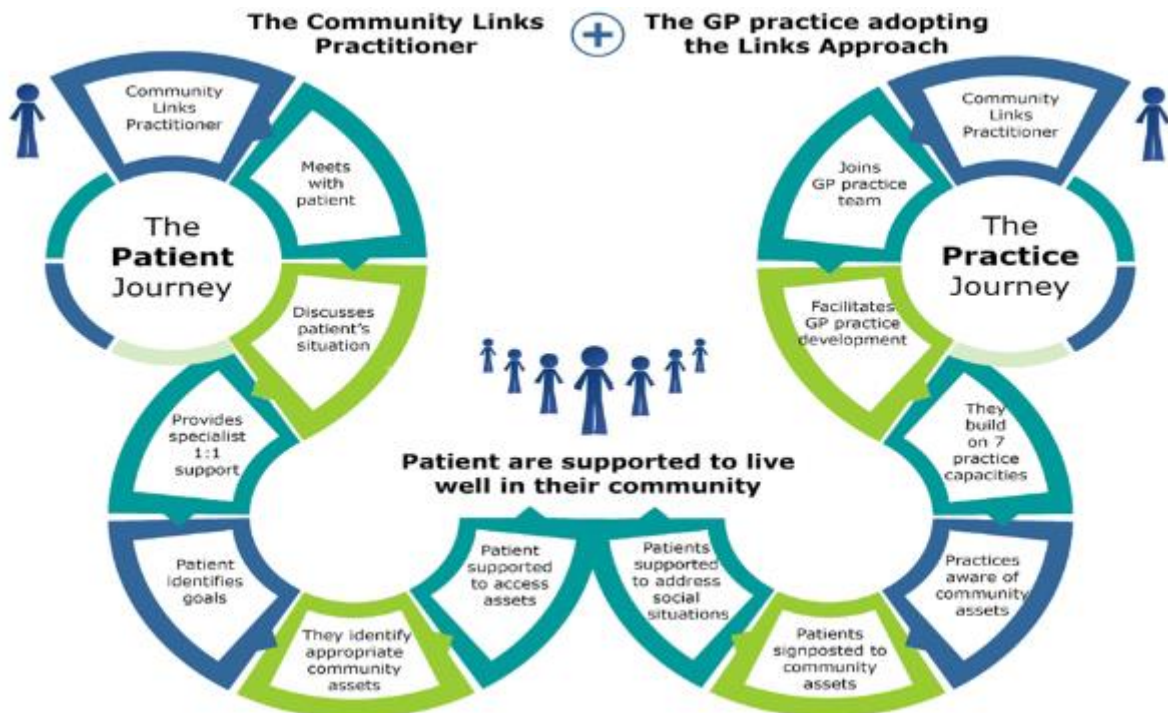 The Community Links
Practitioner
The GP practice adopting
the Links Approach
Community
Links
Practitioner
Meets
with
patient
The
Patient
Journey
Discusses
patient's
situation
Provides
specialist
1:1
support
Patient
identifies
goals
They identify
appropriate
community
assets
Patient
supported
to access
assets
Community
Links
Practitioner
Joins
GP practice
team
The
Practice
Journey
Facilitates
GP practice
development
They
build
on 7
practice
capacities
Practices
aware of
community
assets
Patients
signposted to
community
assets
Patients
supported
to address
social
situations
Patient are supported to live
well in their community